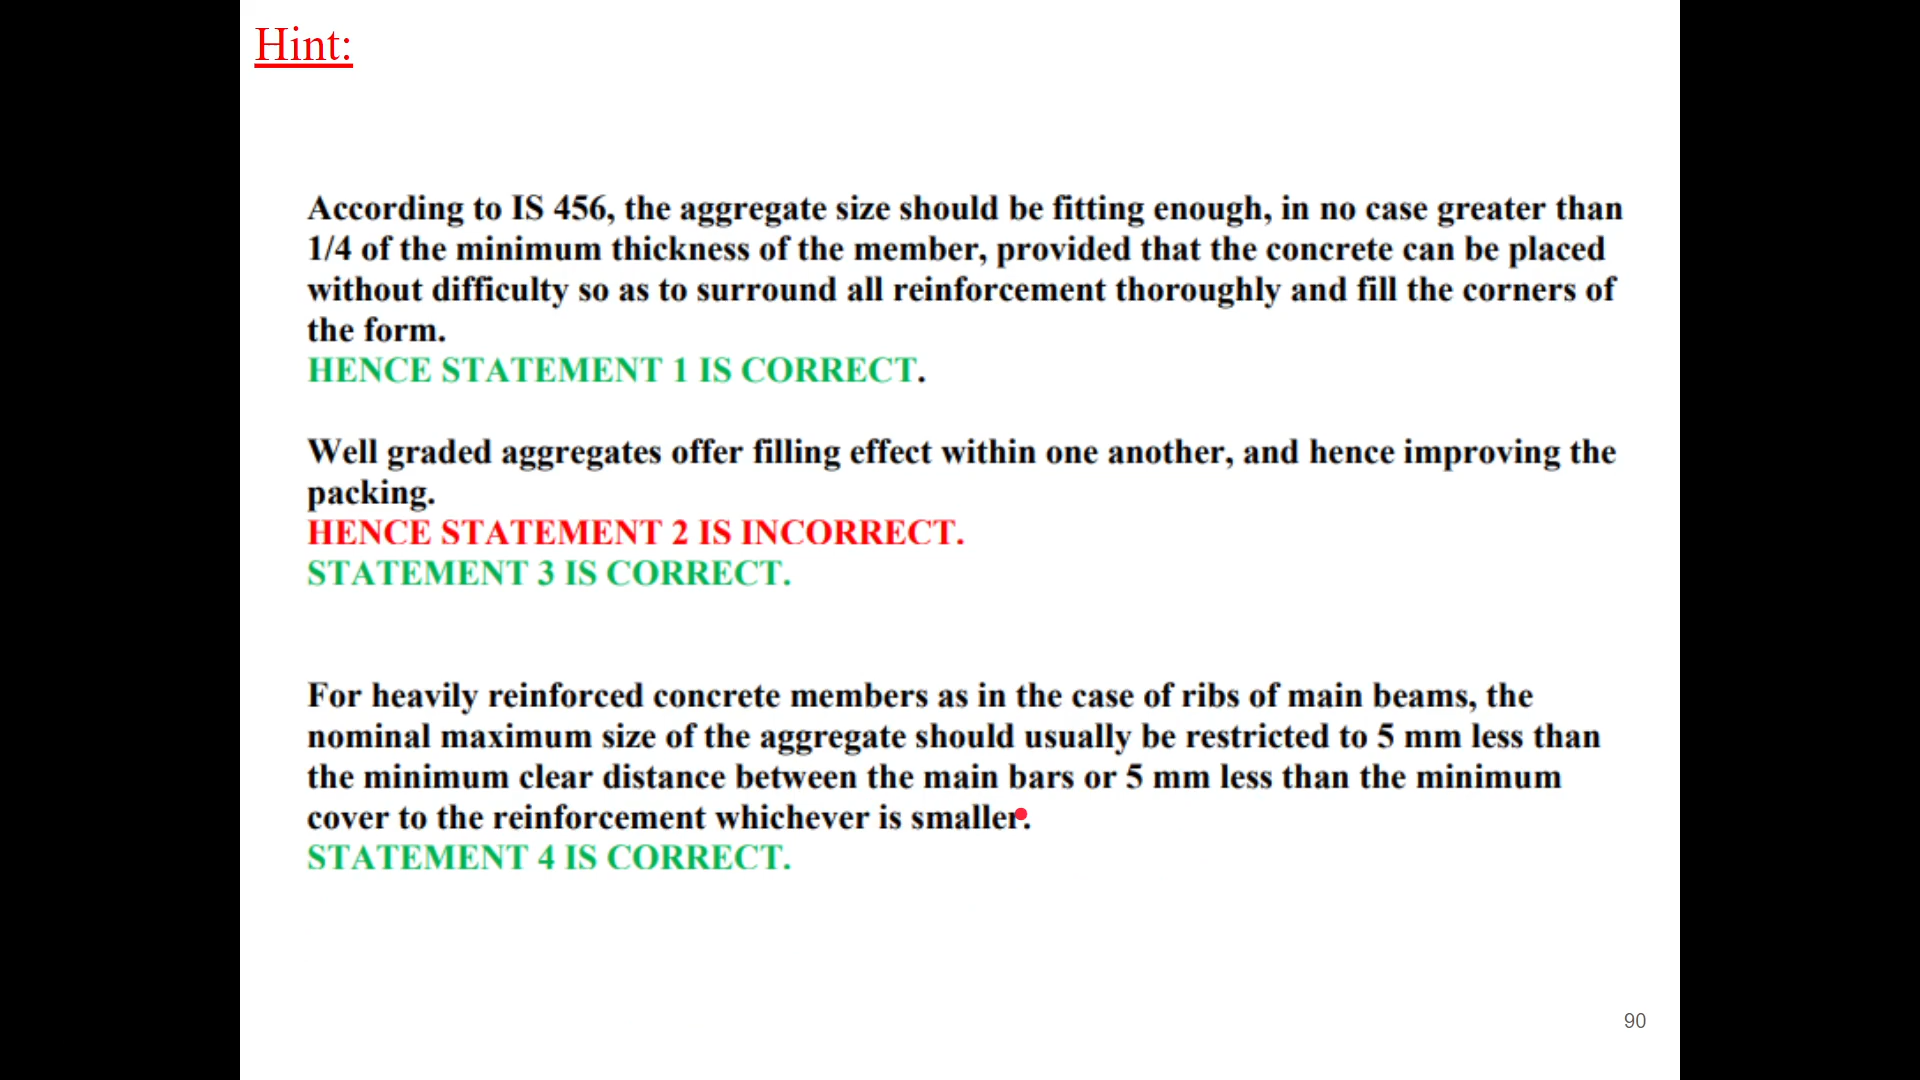 Hint:
According to IS 456, the aggregate size should be fitting enough, in no case greater than
1/4 of the minimum thickness of the member, provided that the concrete can be placed
without difficulty so as to surround all reinforcement thoroughly and fill the corners of
the form.
HENCE STATEMENT 1 IS CORRECT.
Well graded aggregates offer filling effect within one another, and hence improving the
packing.
HENCE STATEMENT 2 IS INCORRECT.
STATEMENT 3 IS CORRECT.
For heavily reinforced concrete members as in the case of ribs of main beams, the
nominal maximum size of the aggregate should usually be restricted to 5 mm less than
the minimum clear distance between the main bars or 5 mm less than the minimum
cover to the reinforcement whichever is smaller.
STATEMENT 4 IS CORRECT.
90